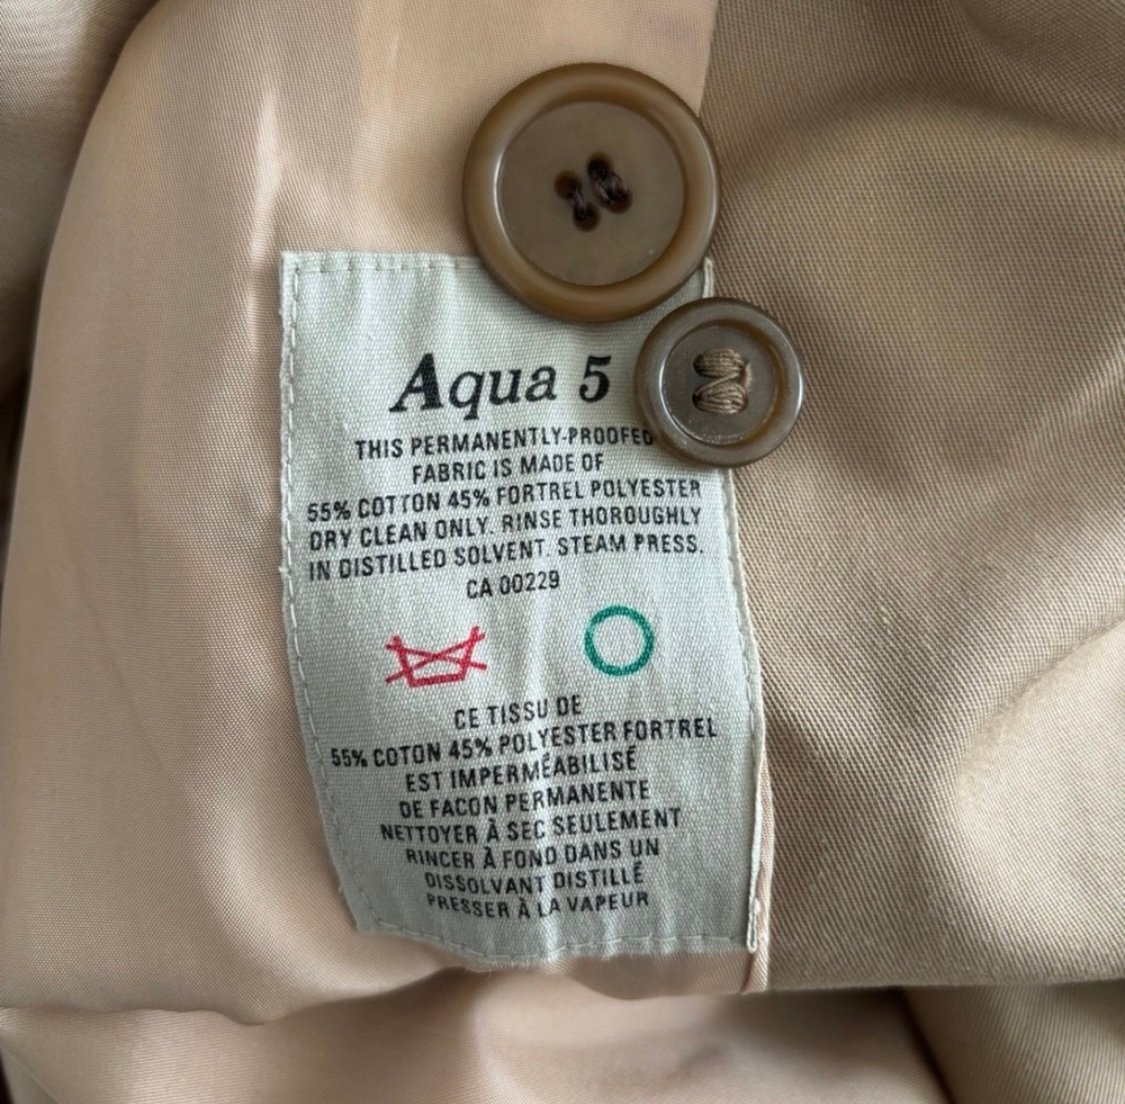 Aqua 5
THIS PERMANENTLY-PROOFED
FABRIC IS MADE OF
55% COTTON 45% FORTREL POLYESTER
DRY CLEAN ONLY. RINSE THOROUGHLY
IN DISTILLED SOLVENT. STEAM PRESS.
CA 00229
CE TISSU DE
55% COTON 45% POLYESTER FORTREL
EST IMPERMÉABILISÉ
DE FACON PERMANENTE
NETTOYER À SEC SEULEMENT
RINCER À FOND DANS UN
DISSOLVANT DISTILLÉ
PRESSER À LA VAPEUR